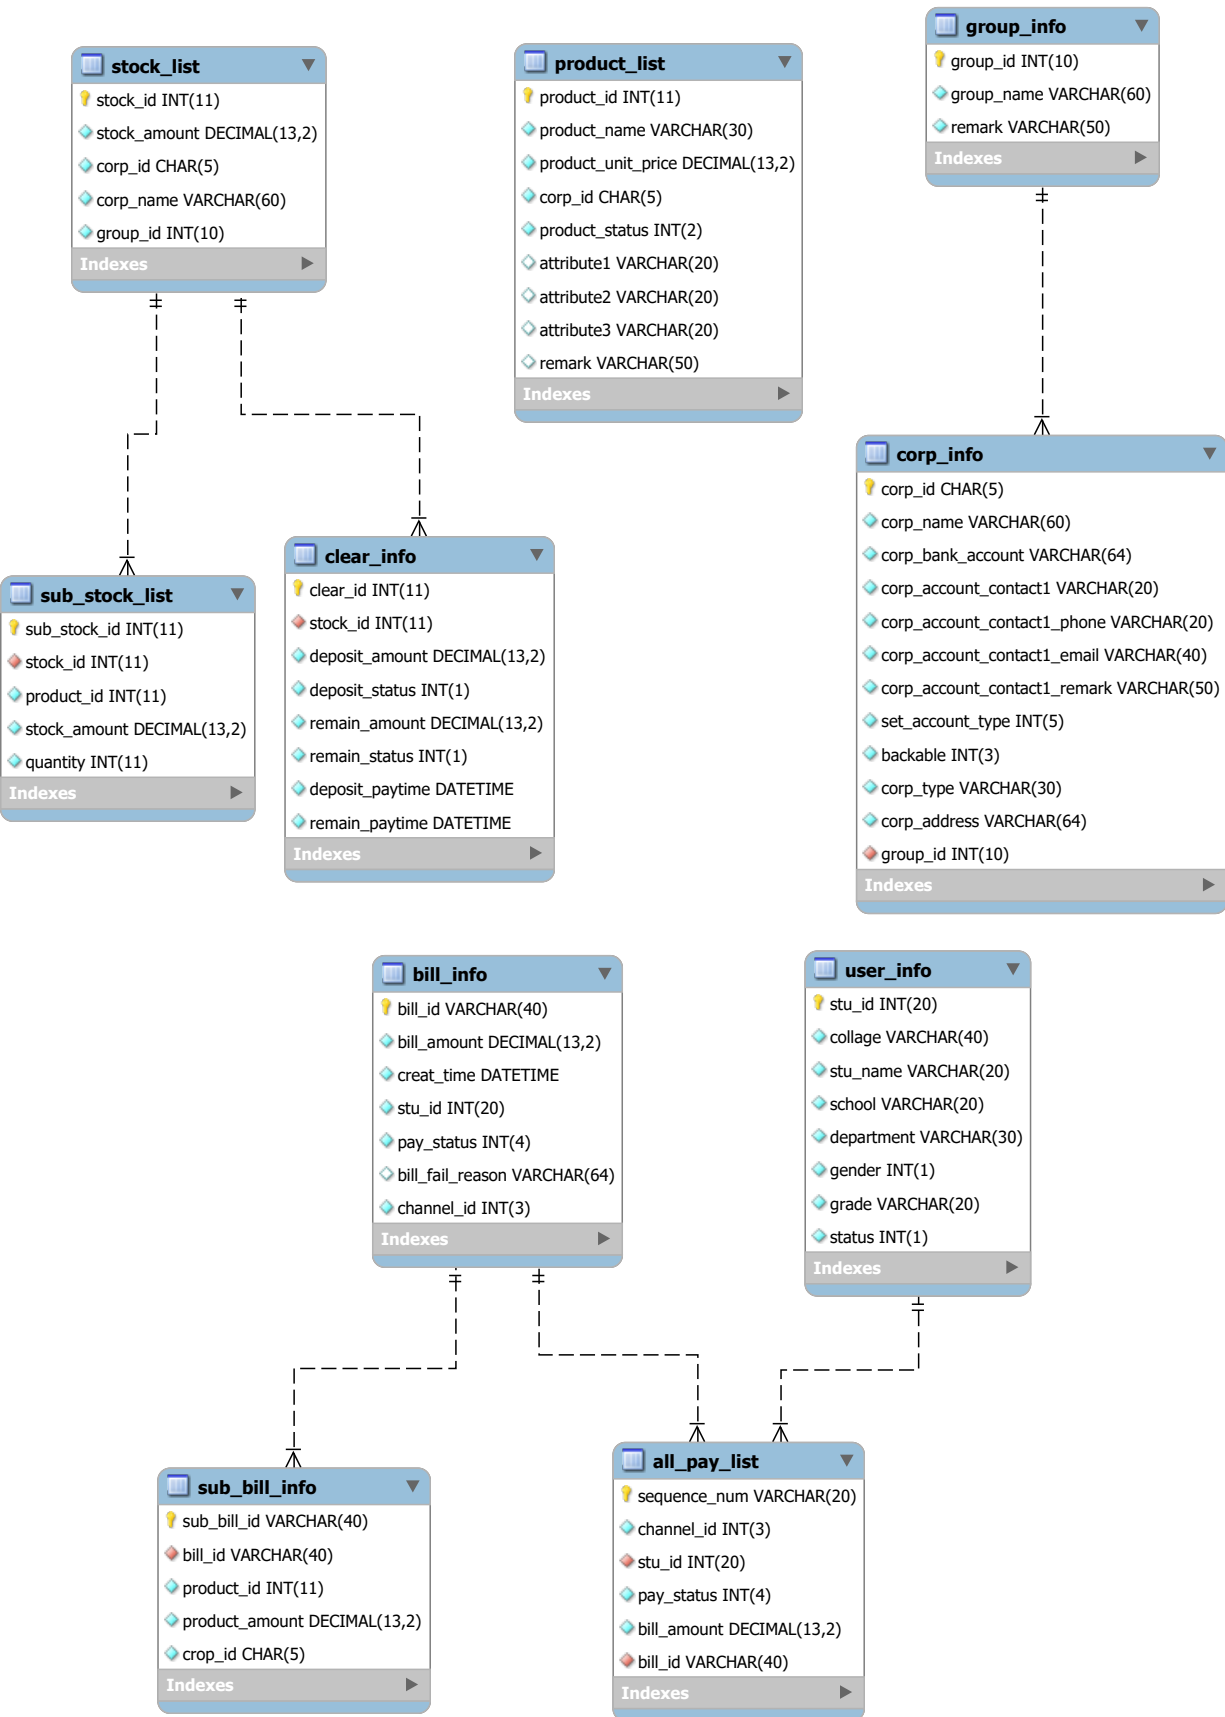 stock_list
stock_id INT(11)
stock_amount DECIMAL(13,2)
corp_id CHAR(5)
corp_name VARCHAR(60)
group_id INT(10)
Indexes
product_list
product_id INT(11)
product_name VARCHAR(30)
product_unit_price DECIMAL(13,2)
corp_id CHAR(5)
product_status INT(2)
attribute1 VARCHAR(20)
attribute2 VARCHAR(20)
attribute3 VARCHAR(20)
remark VARCHAR(50)
Indexes
group_info
group_id INT(10)
group_name VARCHAR(60)
remark VARCHAR(50)
Indexes
sub_stock_list
sub_stock_id INT(11)
stock_id INT(11)
product_id INT(11)
stock_amount DECIMAL(13,2)
quantity INT(11)
Indexes
clear_info
clear_id INT(11)
stock_id INT(11)
deposit_amount DECIMAL(13,2)
deposit_status INT(1)
remain_amount DECIMAL(13,2)
remain_status INT(1)
deposit_paytime DATETIME
remain_paytime DATETIME
Indexes
corp_info
corp_id CHAR(5)
corp_name VARCHAR(60)
corp_bank_account VARCHAR(64)
corp_account_contact1 VARCHAR(20)
corp_account_contact1_phone VARCHAR(20)
corp_account_contact1_email VARCHAR(40)
corp_account_contact1_remark VARCHAR(50)
set_account_type INT(5)
backable INT(3)
corp_type VARCHAR(30)
corp_address VARCHAR(64)
group_id INT(10)
Indexes
bill_info
bill_id VARCHAR(40)
bill_amount DECIMAL(13,2)
creat_time DATETIME
stu_id INT(20)
pay_status INT(4)
bill_fail_reason VARCHAR(64)
channel_id INT(3)
Indexes
user_info
stu_id INT(20)
collage VARCHAR(40)
stu_name VARCHAR(20)
school VARCHAR(20)
department VARCHAR(30)
gender INT(1)
grade VARCHAR(20)
status INT(1)
Indexes
sub_bill_info
sub_bill_id VARCHAR(40)
bill_id VARCHAR(40)
product_id INT(11)
product_amount DECIMAL(13,2)
crop_id CHAR(5)
Indexes
all_pay_list
sequence_num VARCHAR(20)
channel_id INT(3)
stu_id INT(20)
pay_status INT(4)
bill_amount DECIMAL(13,2)
bill_id VARCHAR(40)
Indexes